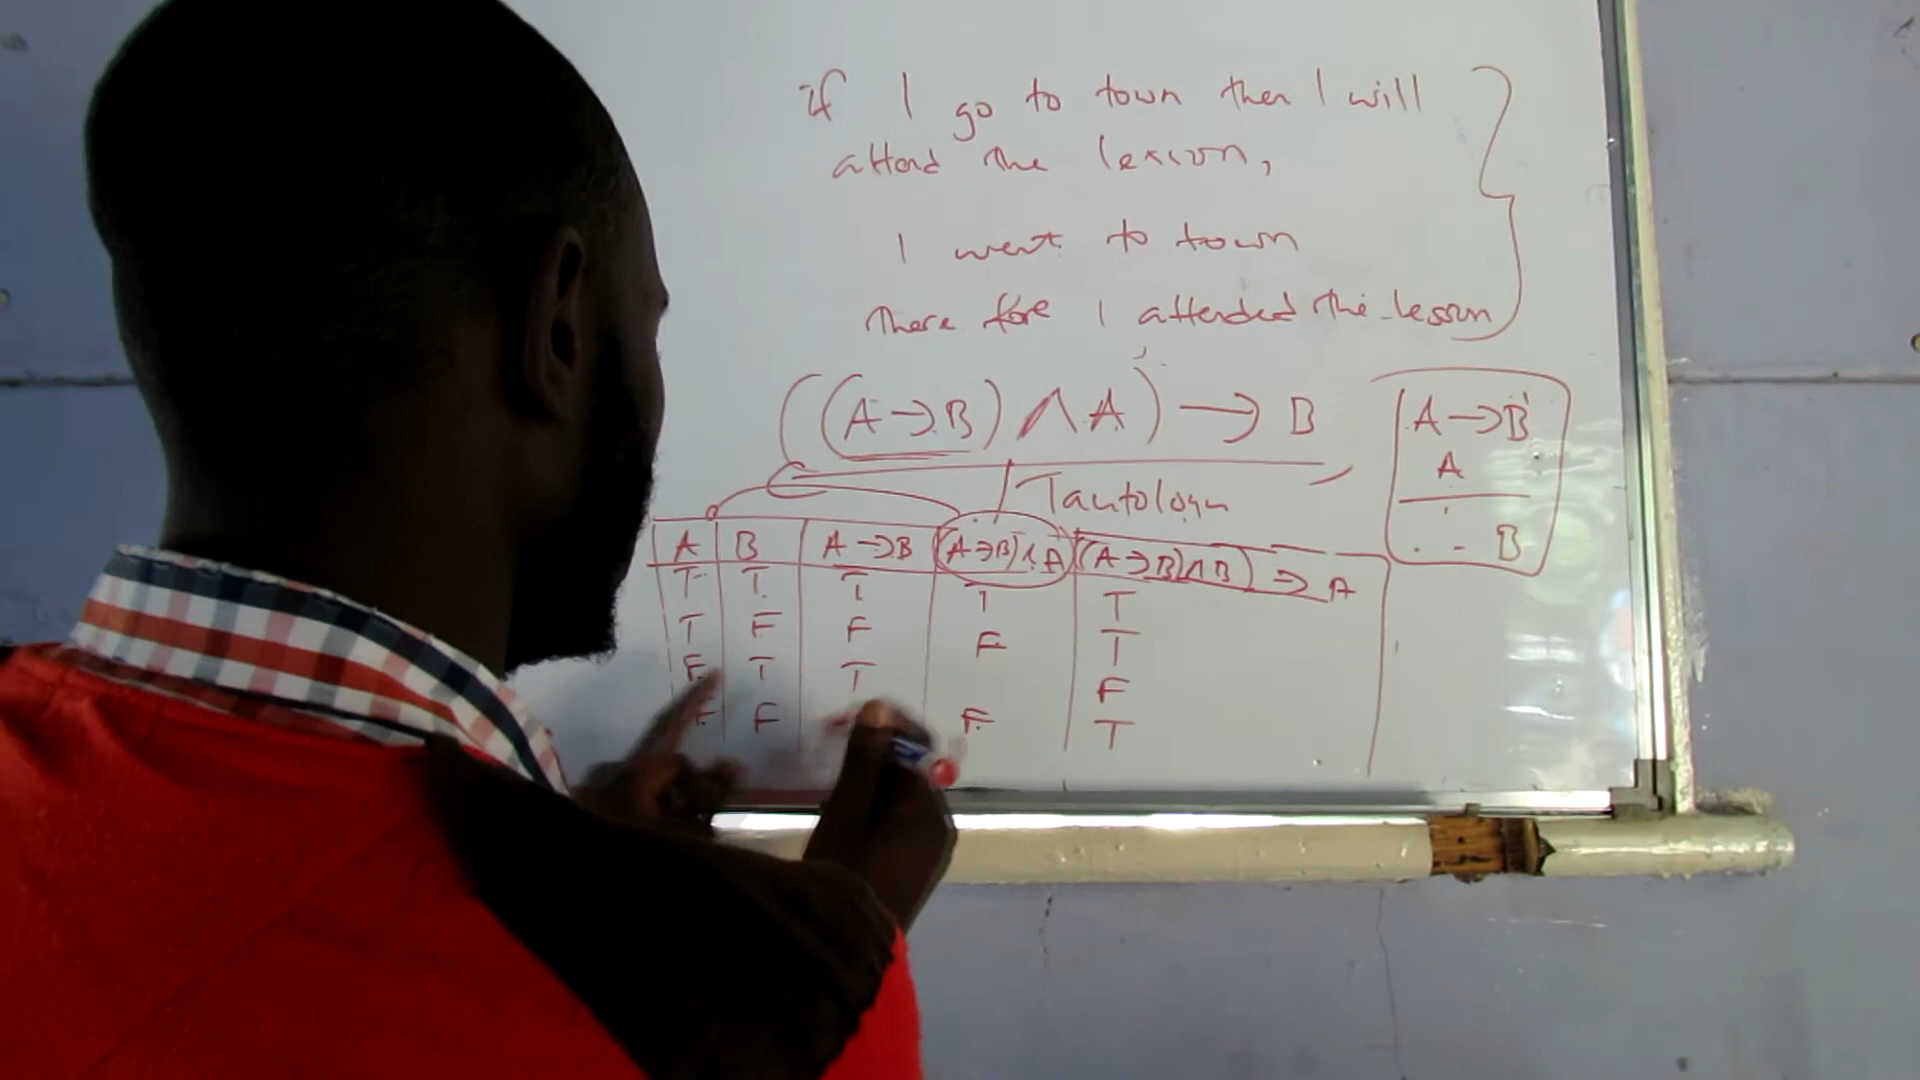 if I go to town then I will
attend the lesson,
I went to town
There fore I attended the lesson
((A→B) ∧ A) → B
A→B
A
∴ B
Tautology
A B A→B (A→B)∧A (A→B)∧B) → A
T T T T T
T F F F T
F T T F
F F F T